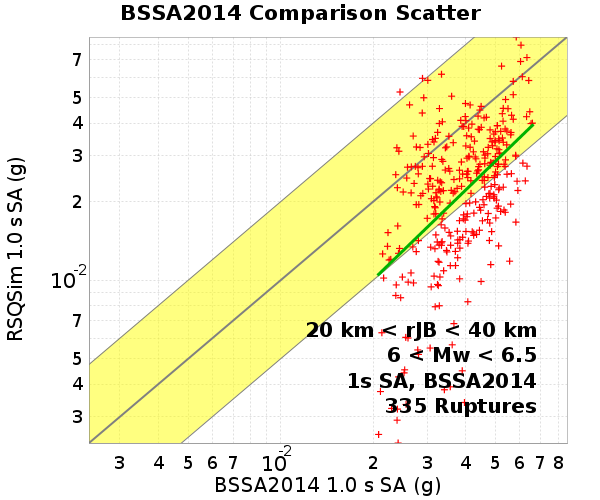 BSSA2014 Comparison Scatter
RSQSim 1.0 s SA (g)
7
5
4
3
2
10-2
7
5
4
3
20 km < rJB < 40 km
6 < Mw < 6.5
1s SA, BSSA2014
335 Ruptures
3 4 5 6 7 10-2 2 3 4 5 6 7 8
BSSA2014 1.0 s SA (g)